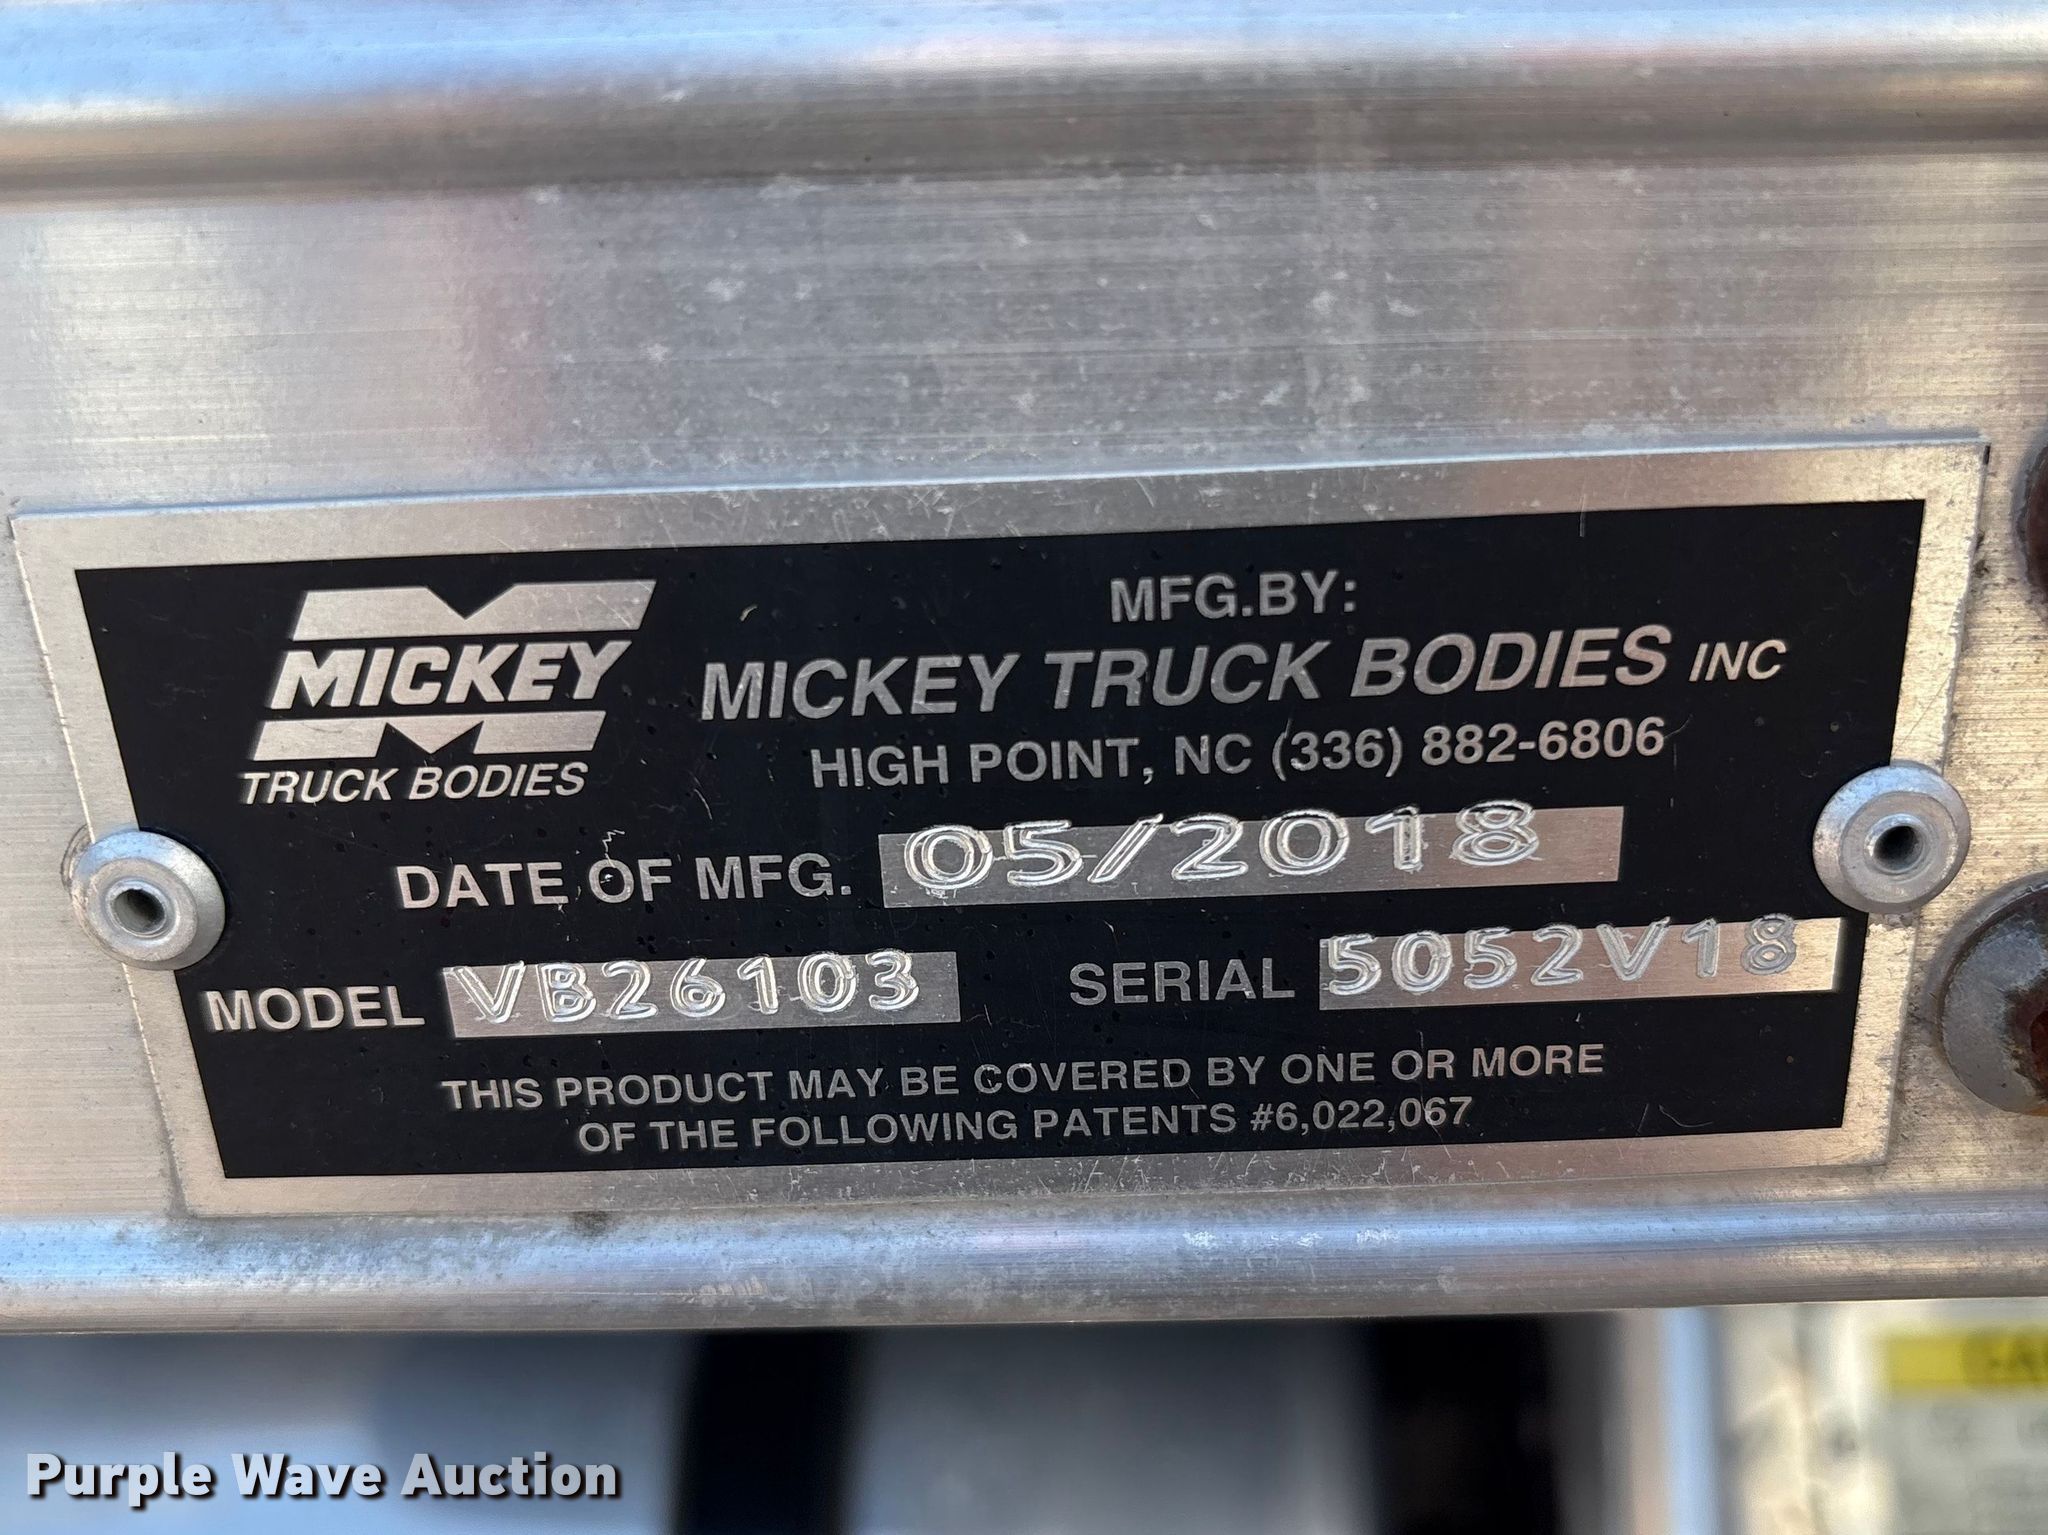 MICKEY
TRUCK BODIES
MFG.BY:
MICKEY TRUCK BODIES INC
HIGH POINT, NC (336) 882-6806
DATE OF MFG. 05/2018
MODEL VB26103 SERIAL 5052V18
THIS PRODUCT MAY BE COVERED BY ONE OR MORE
OF THE FOLLOWING PATENTS #6,022,067
Purple Wave Auction